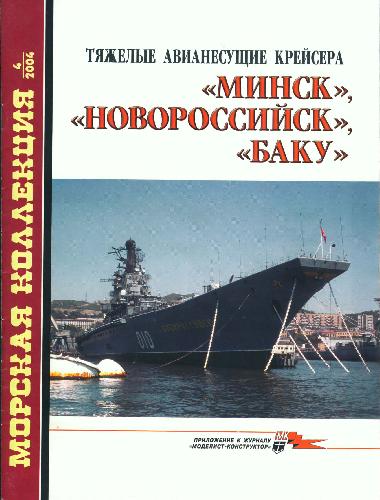 4
2004
МОРСКАЯ КОЛЛЕКЦИЯ
ТЯЖЕЛЫЕ АВИАНЕСУЩИЕ КРЕЙСЕРА
«МИНСК»,
«НОВОРОССИЙСК»,
«БАКУ»
010
ПРИЛОЖЕНИЕ К ЖУРНАЛУ
«МОДЕЛИСТ-КОНСТРУКТОР»